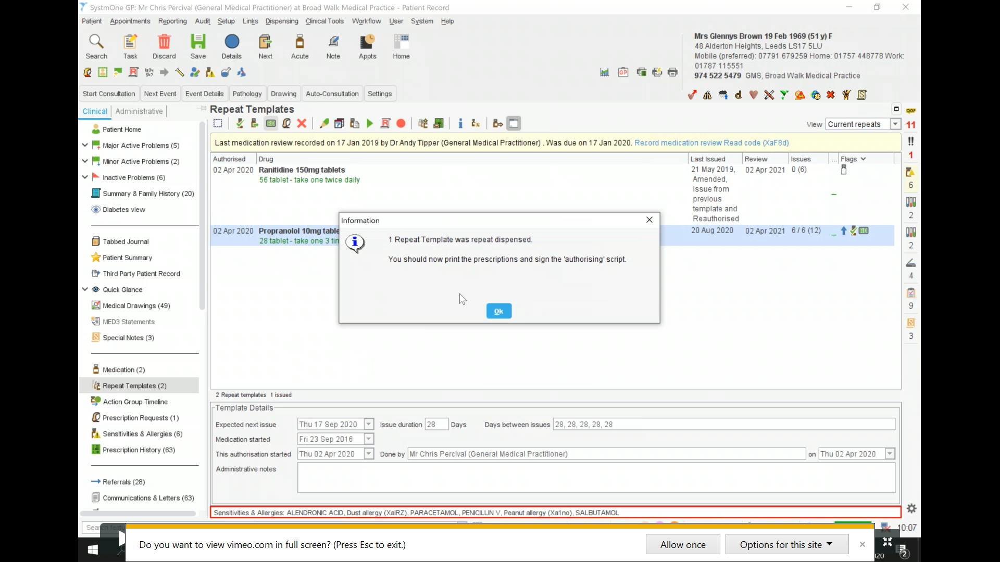 SystmOne GP: Mr Chris Percival (General Medical Practitioner) at Broad Walk Medical Practice - Patient Record
Patient Appointments Reporting Audit Setup Links Dispensing Clinical Tools Workflow User System Help
Search Task Discard Save Details Next Acute Note Appts Home
Mrs Glennys Brown 19 Feb 1969 (51 y) F
48 Alderton Heights, Leeds LS17 5LU
Mobile (preferred): 07791 679259 Home: 01757 448778 Work:
01787 115551
974 522 5479 GMS, Broad Walk Medical Practice
Start Consultation Next Event Event Details Pathology Drawing Auto-Consultation Settings
Clinical Administrative
Patient Home
Major Active Problems (5)
Minor Active Problems (2)
Inactive Problems (6)
Summary & Family History (20)
Diabetes view
Tabbed Journal
Patient Summary
Third Party Patient Record
Quick Glance
Medical Drawings (49)
MED3 Statements
Special Notes (3)
Medication (2)
Repeat Templates (2)
Action Group Timeline
Prescription Requests (1)
Sensitivities & Allergies (6)
Prescription History (63)
Referrals (28)
Communications & Letters (63)
Repeat Templates
View Current repeats
Last medication review recorded on 17 Jan 2019 by Dr Andy Tipper (General Medical Practitioner) . Was due on 17 Jan 2020. Record medication review Read code (XaF8d)
Authorised Drug Last Issued Review Issues ... Flags
02 Apr 2020 Ranitidine 150mg tablets 21 May 2019, 02 Apr 2021 0 (6)
56 tablet - take one twice daily Amended,
Issue from
previous
template and
Reauthorised
02 Apr 2020 Propranolol 10mg table 20 Aug 2020 02 Apr 2021 6 / 6 (12)
28 tablet - take one 3 tin
Information
1 Repeat Template was repeat dispensed.
You should now print the prescriptions and sign the 'authorising' script.
Ok
2 Repeat templates 1 issued
Template Details
Expected next issue Thu 17 Sep 2020 Issue duration 28 Days Days between issues 28, 28, 28, 28, 28
Medication started Fri 23 Sep 2016
This authorisation started Thu 02 Apr 2020 Done by Mr Chris Percival (General Medical Practitioner) on Thu 02 Apr 2020
Administrative notes
Sensitivities & Allergies: ALENDRONIC ACID, Dust allergy (XaIRZ), PARACETAMOL, PENICILLIN V, Peanut allergy (Xa1no), SALBUTAMOL
QOF
11
!!
1
6
2
2
4
9
3
Search featu
10:07
Do you want to view vimeo.com in full screen? (Press Esc to exit.)
Allow once Options for this site
2